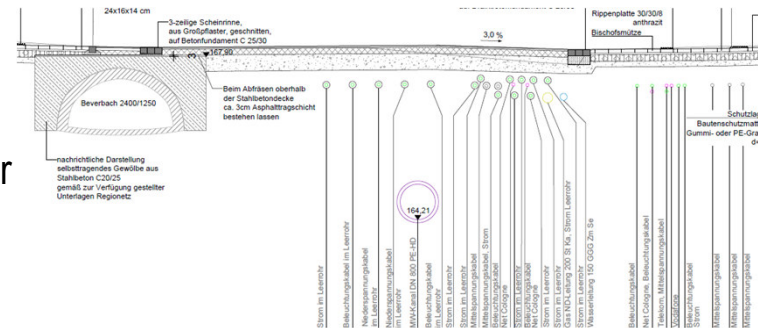 24x16x14 cm
3-zeilige Scheinrinne,
aus Großpflaster, geschnitten,
auf Betonfundament C 25/30
3,0 %
Rippenplatte 30/30/8
anthrazit
Bischofsmütze
167,90
3
Beverbach 2400/1250
Beim Abfräsen oberhalb
der Stahlbetondecke
ca. 3cm Asphalttragschicht
bestehen lassen
nachrichtliche Darstellung
selbsttragendes Gewölbe aus
Stahlbeton C20/25
gemäß zur Verfügung gestellter
Unterlagen Regionetz
r
164,21
Schutzlag
Bautenschutzmatt
Gummi- oder PE-Gra
Strom im Leerrohr
Beleuchtungskabel im Leerrohr
Niederspannungskabel
im Leerrohr
Niederspannungskabel
im Leerrohr
MW-Kanal DN 800 PE-HD
Beleuchtungskabel
im Leerrohr
Strom im Leerrohr
Strom im Leerrohr
Mittelspannungskabel
Mittelspannungskabel, Strom
Beleuchtungskabel
Net Cologne
Strom im Leerrohr
Strom im Leerrohr
Beleuchtungskabel
Net Cologne
Strom im Leerrohr
Strom im Leerrohr
Gas ND-Leitung 200 St Ka, Strom Leerrohr
Wasserleitung 150 GGG Zm Se
Beleuchtungskabel
Net Cologne, Beleuchtungskabel
Telekom, Mittelspannungskabel
Vodafone
Beleuchtungskabel
Strom
Mittelspannungskabel
Mittelspannungskabel
Mittelspannungskabel